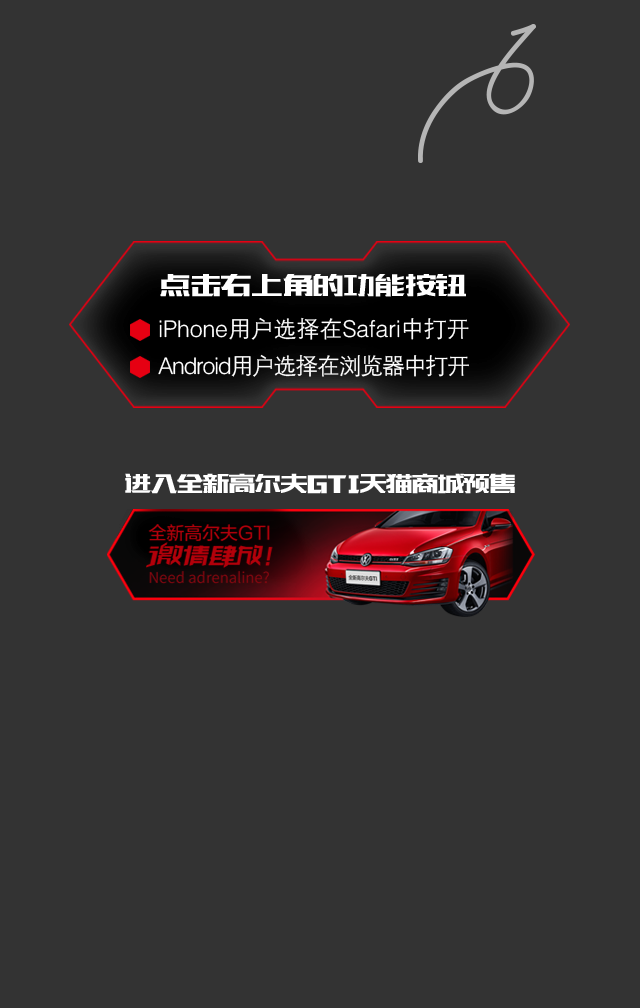 点击右上角的功能按钮
iPhone用户选择在Safari中打开
Android用户选择在浏览器中打开
进入全新高尔夫GTI天猫商城预售
全新高尔夫GTI
激情肆放!
Need adrenaline?
全新高尔夫GTI